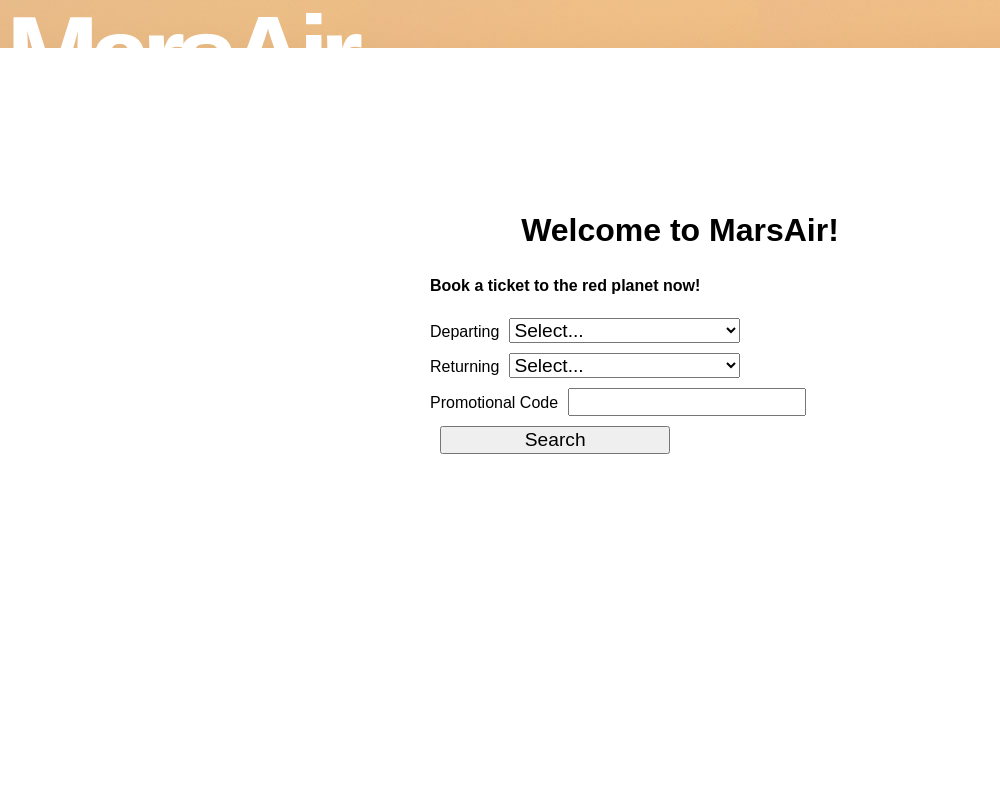 MarsAir
Welcome to MarsAir!
Book a ticket to the red planet now!
Departing Select...
Returning Select...
Promotional Code
Search